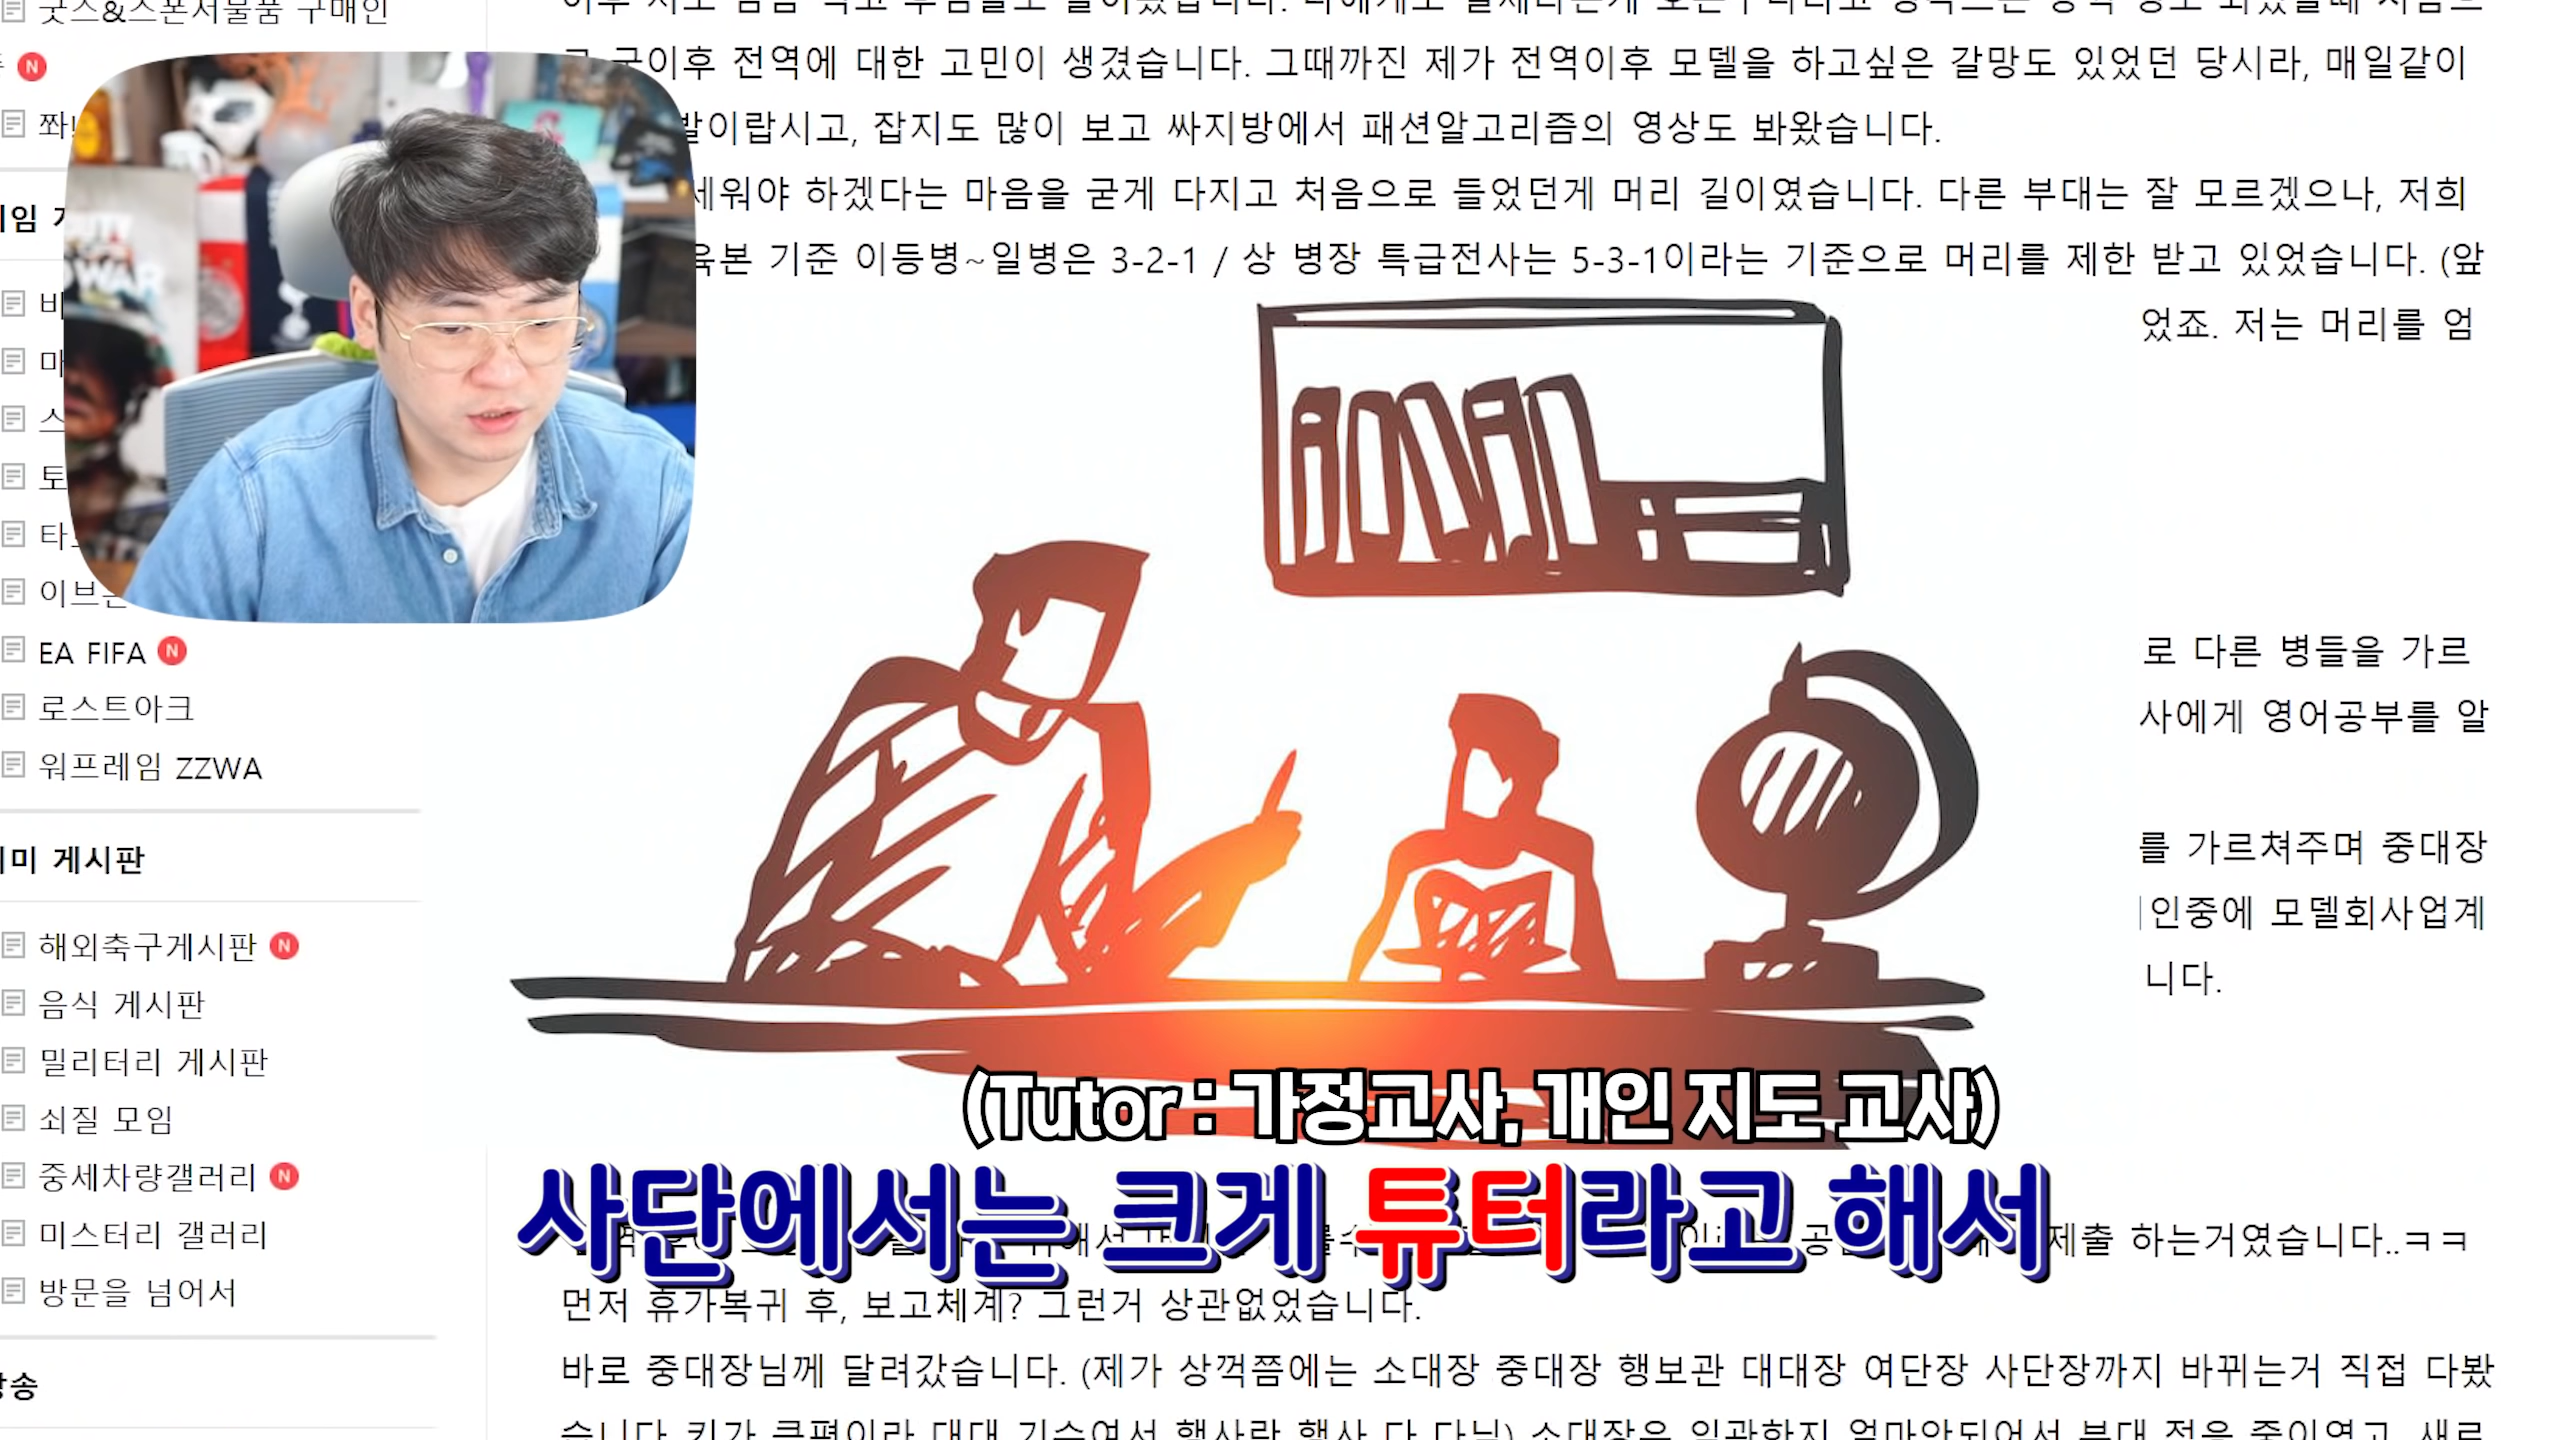 굿즈&스폰서물품 구매인
N
군이후 전역에 대한 고민이 생겼습니다. 그때까진 제가 전역이후 모델을 하고싶은 갈망도 있었던 당시라, 매일같이
쫘
발이랍시고, 잡지도 많이 보고 싸지방에서 패션알고리즘의 영상도 봐왔습니다.
세워야 하겠다는 마음을 굳게 다지고 처음으로 들었던게 머리 길이였습니다. 다른 부대는 잘 모르겠으나, 저희
육본 기준 이등병~일병은 3-2-1 / 상 병장 특급전사는 5-3-1이라는 기준으로 머리를 제한 받고 있었습니다. (앞
었죠. 저는 머리를 엄
비
마
스
토
타
이브온
EA FIFA N
로스트아크
워프레임 ZZWA
미 게시판
해외축구게시판 N
음식 게시판
밀리터리 게시판
쇠질 모임
중세차량갤러리 N
미스터리 갤러리
방문을 넘어서
로 다른 병들을 가르
사에게 영어공부를 알
를 가르쳐주며 중대장
인중에 모델회사업계
니다.
(Tutor : 가정교사, 개인 지도 교사)
사단에서는 크게 튜터라고 해서
제출 하는거였습니다..ㅋㅋ
먼저 휴가복귀 후, 보고체계? 그런거 상관없었습니다.
바로 중대장님께 달려갔습니다. (제가 상꺽쯤에는 소대장 중대장 행보관 대대장 여단장 사단장까지 바뀌는거 직접 다봤